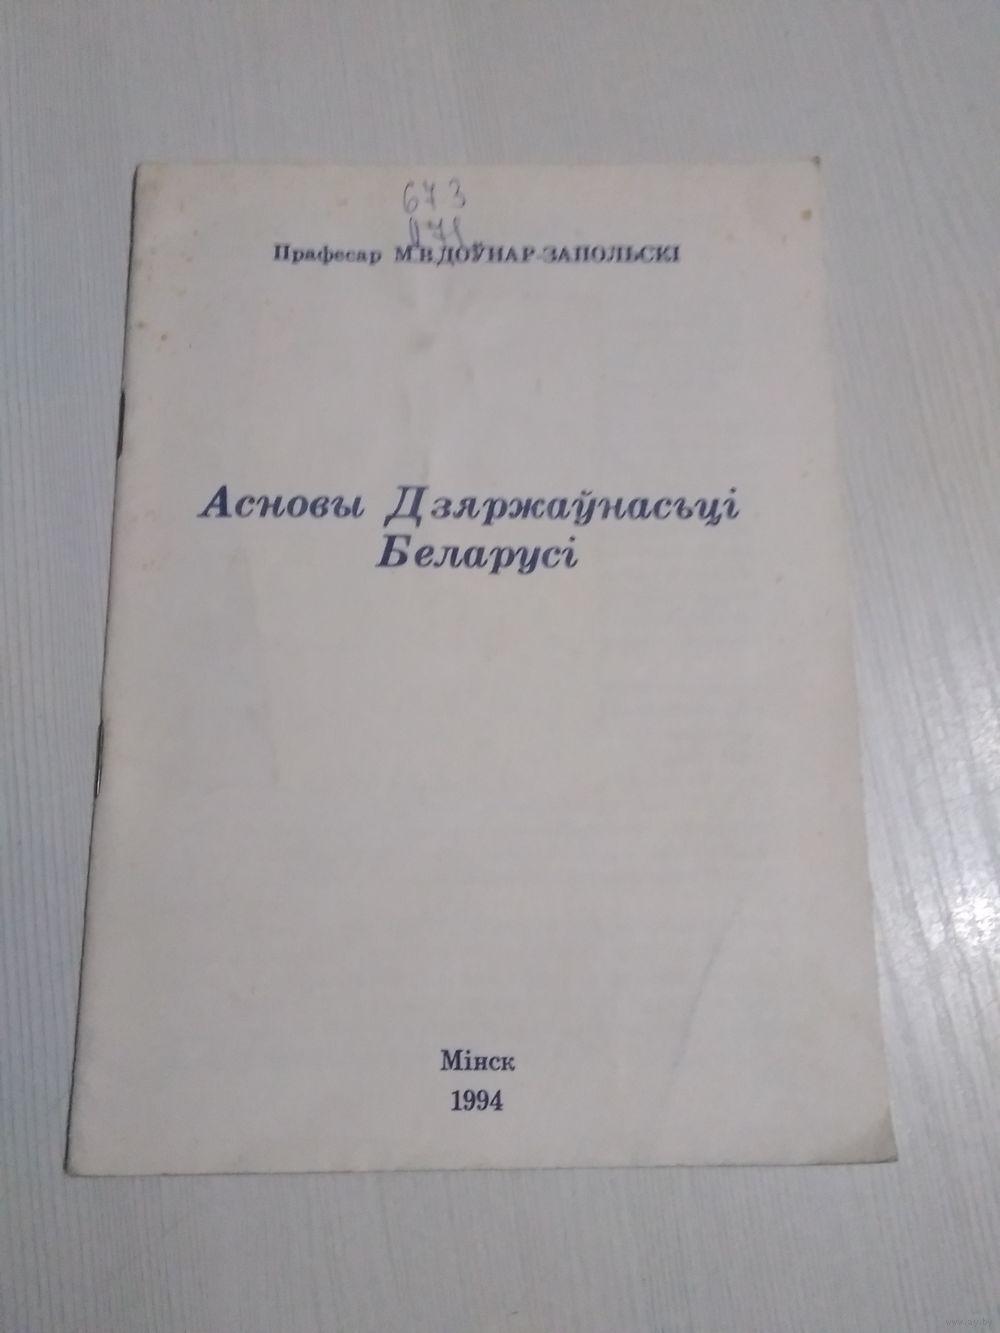 673
Прафесар М.В.ДОЎНАР-ЗАПОЛЬСКІ
Асновы Дзяржаўнасьці
Беларусі
Мінск
1994